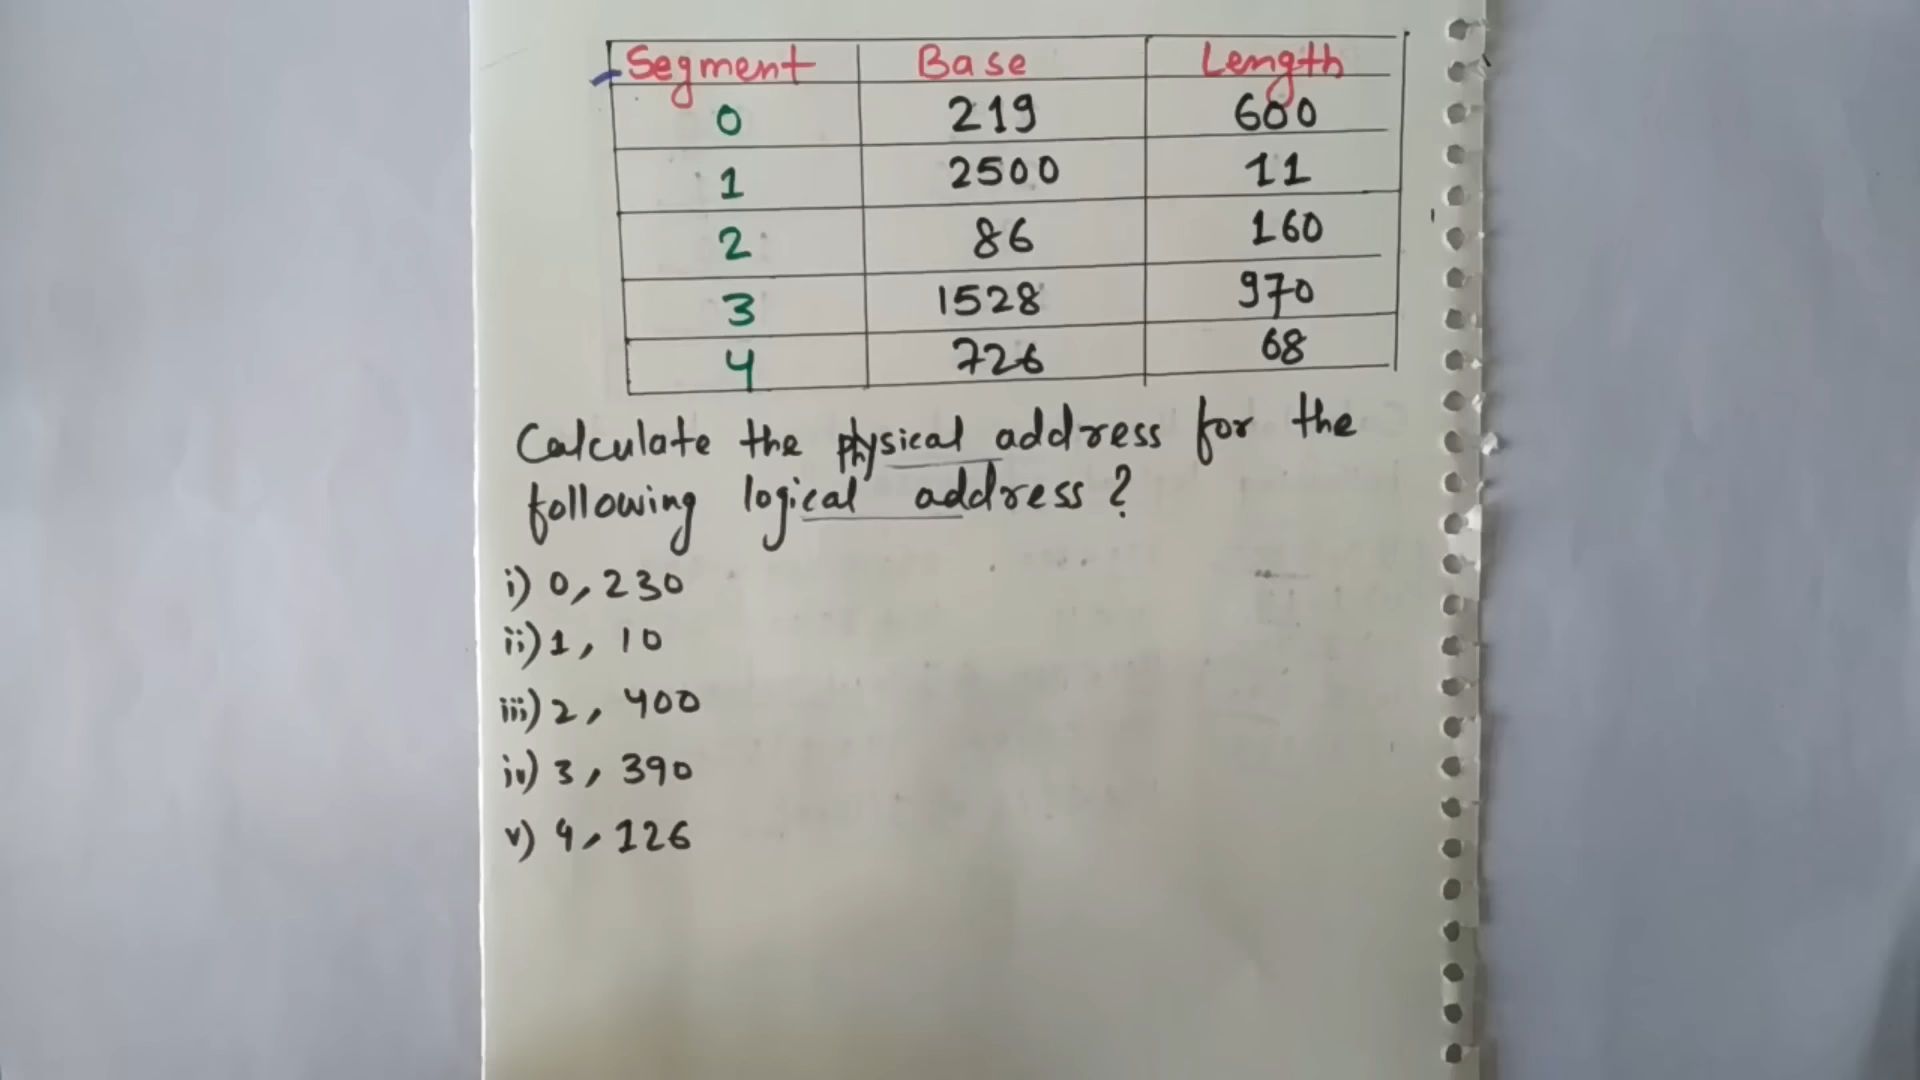 Segment Base Length
0 219 600
1 2500 11
2 86 160
3 1528 970
4 726 68
Calculate the physical address for the
following logical address?
i) 0, 230
ii) 1, 10
iii) 2, 400
iv) 3, 390
v) 4, 126